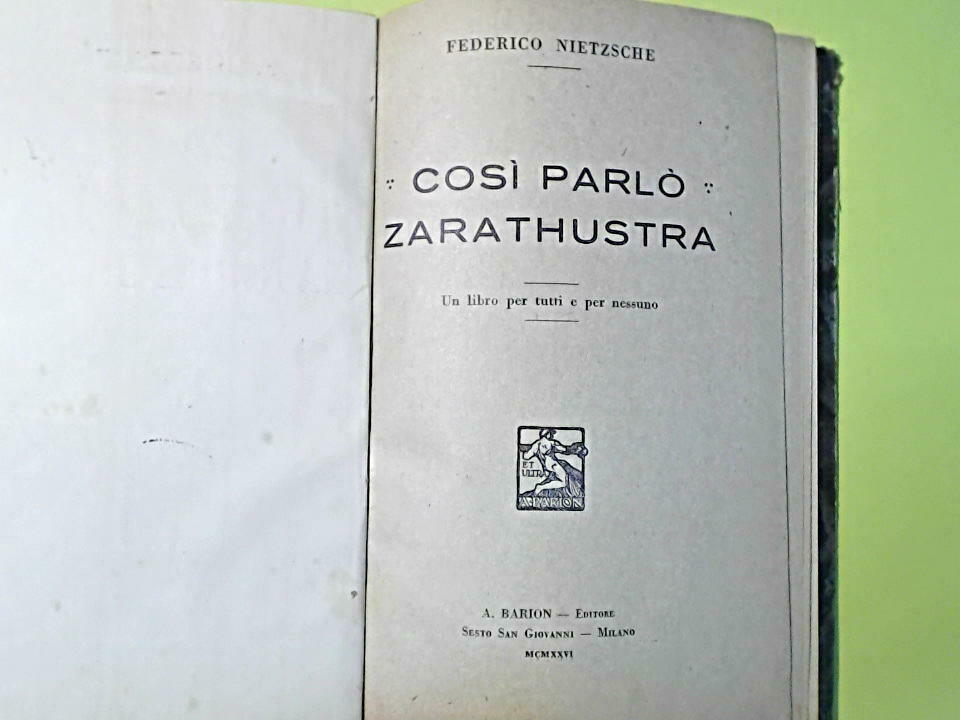 FEDERICO NIETZSCHE
COSÌ PARLÒ
ZARATHUSTRA
Un libro per tutti e per nessuno
ET
ULTRA
A. BARION
A. BARION — EDITORE
SESTO SAN GIOVANNI — MILANO
MCMXXVI